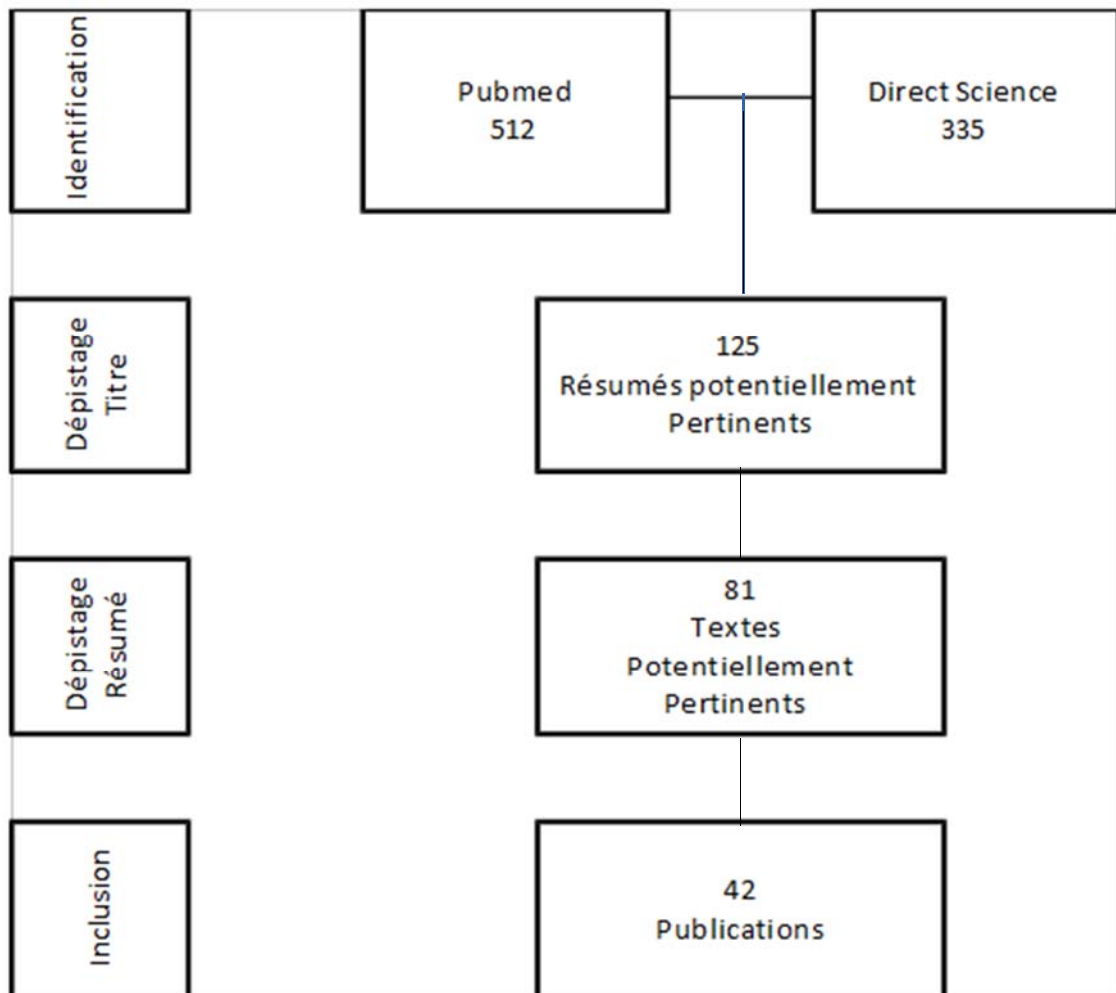 Identification
Pubmed
512
Direct Science
335
Dépistage
Titre
125
Résumés potentiellement
Pertinents
Dépistage
Résumé
81
Textes
Potentiellement
Pertinents
Inclusion
42
Publications